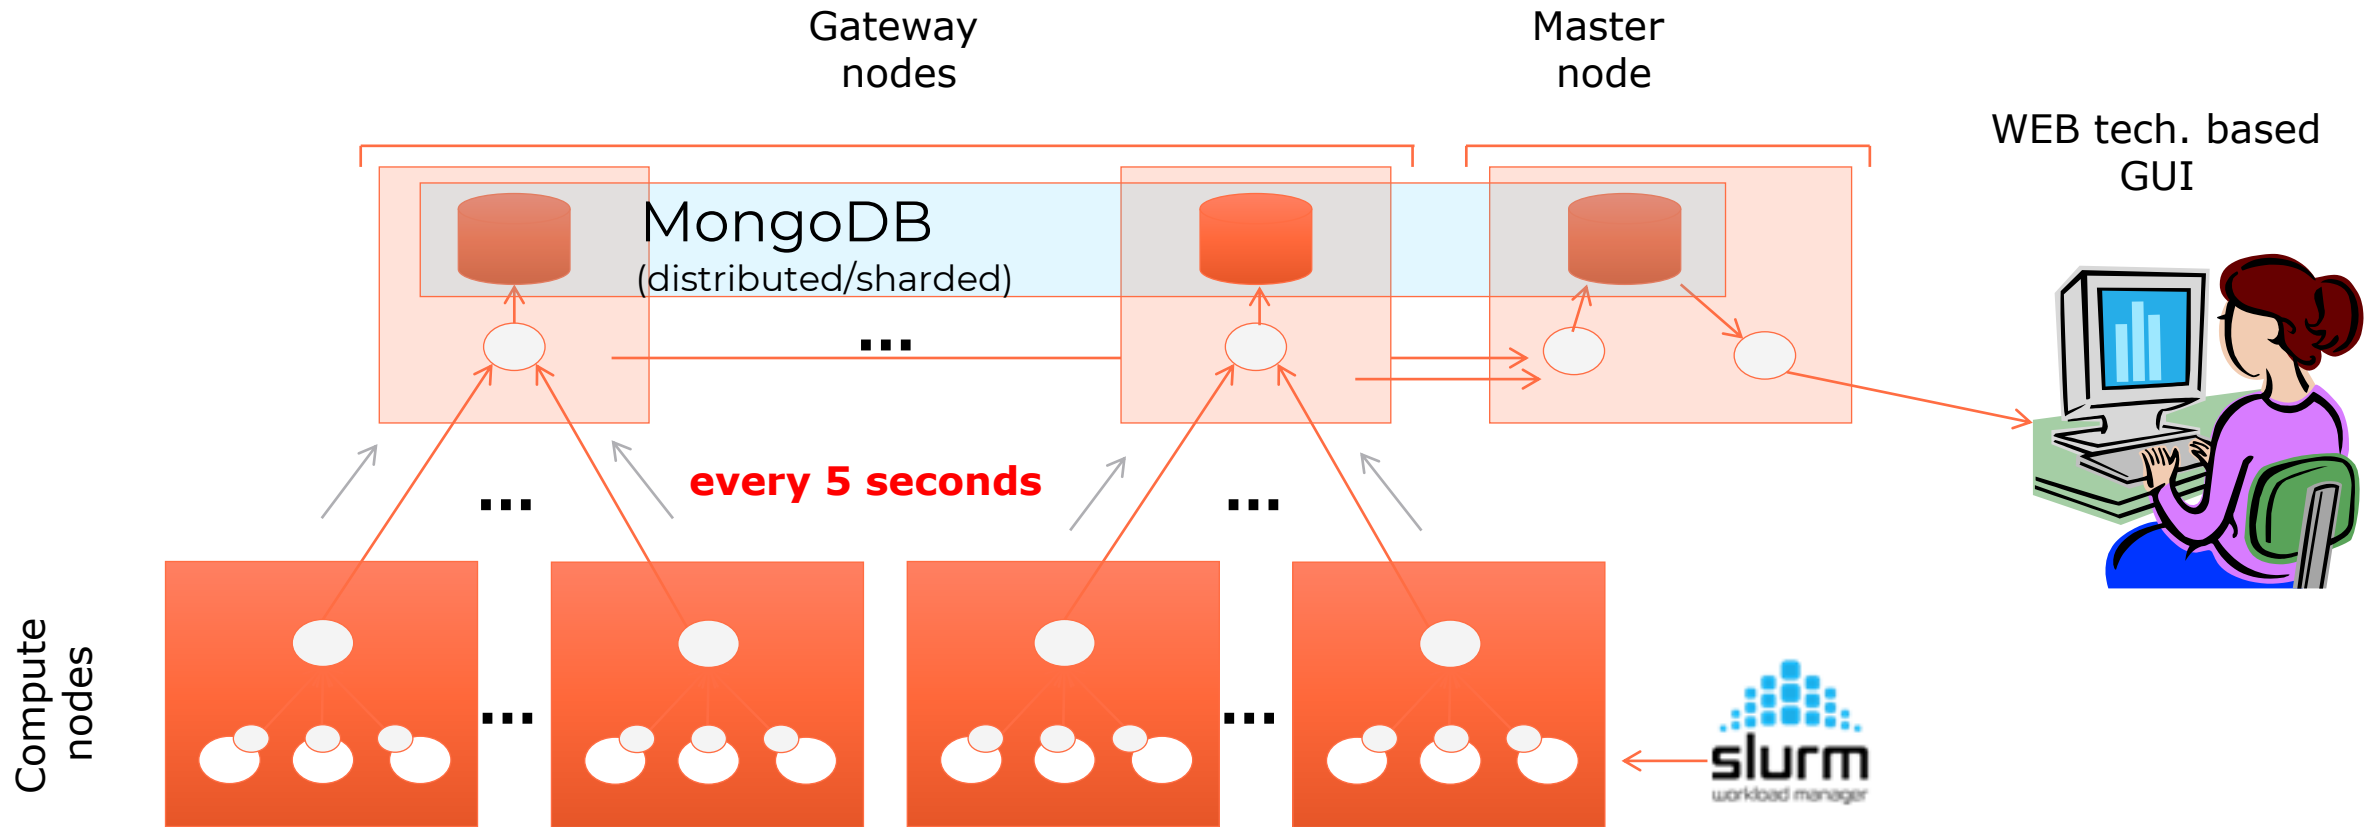 Gateway
nodes
Master
node
WEB tech. based
GUI
MongoDB
(distributed/sharded)
...
every 5 seconds
...
...
Compute
nodes
...
...
slurm
workload manager